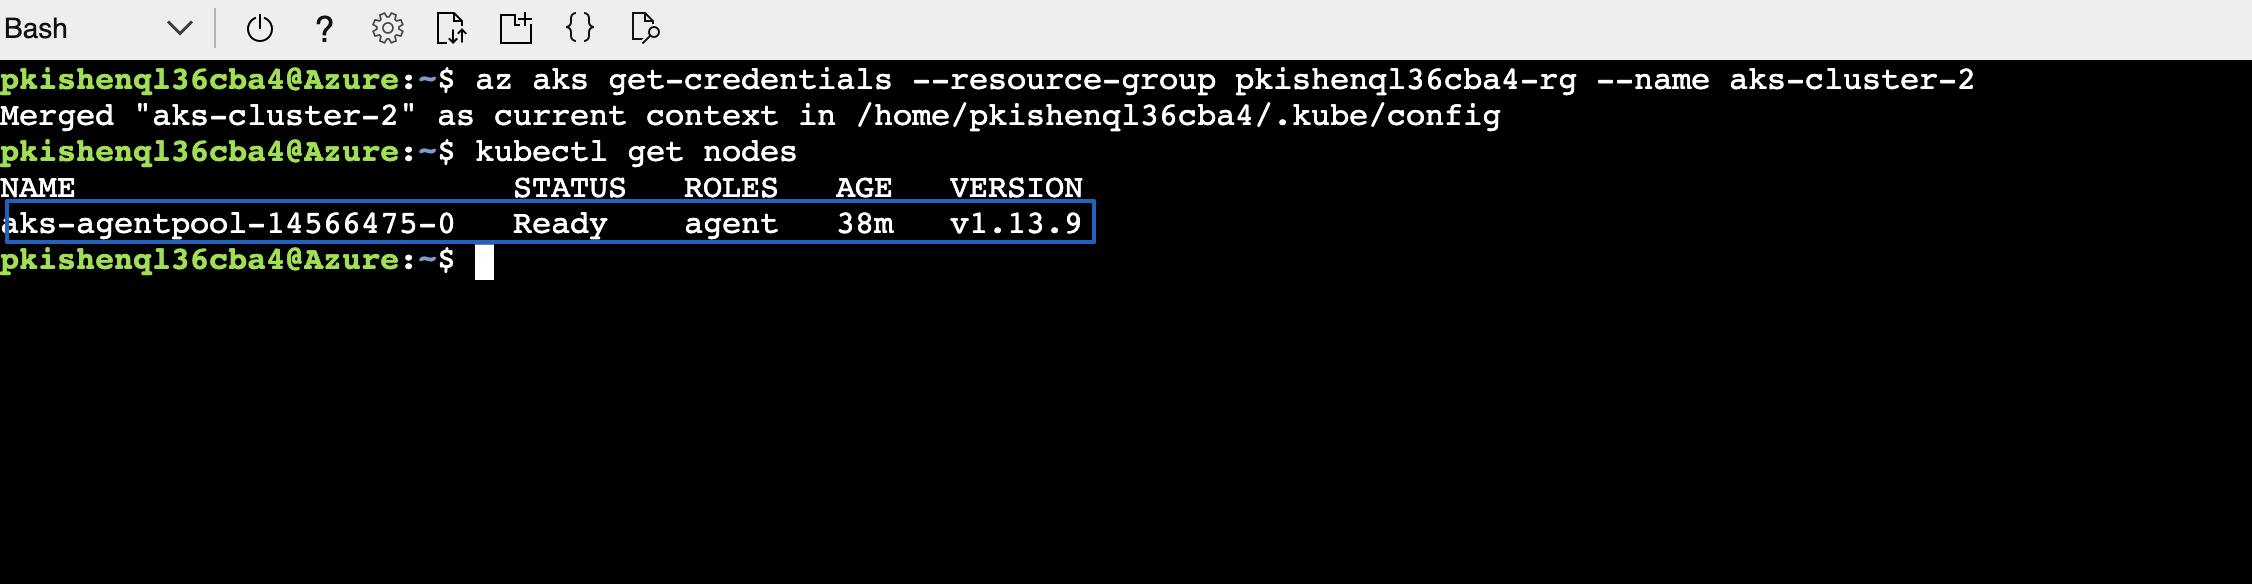 Bash
pkishenql36cba4@Azure:~$ az aks get-credentials --resource-group pkishenql36cba4-rg --name aks-cluster-2
Merged "aks-cluster-2" as current context in /home/pkishenql36cba4/.kube/config
pkishenql36cba4@Azure:~$ kubectl get nodes
NAME STATUS ROLES AGE VERSION
aks-agentpool-14566475-0 Ready agent 38m v1.13.9
pkishenql36cba4@Azure:~$